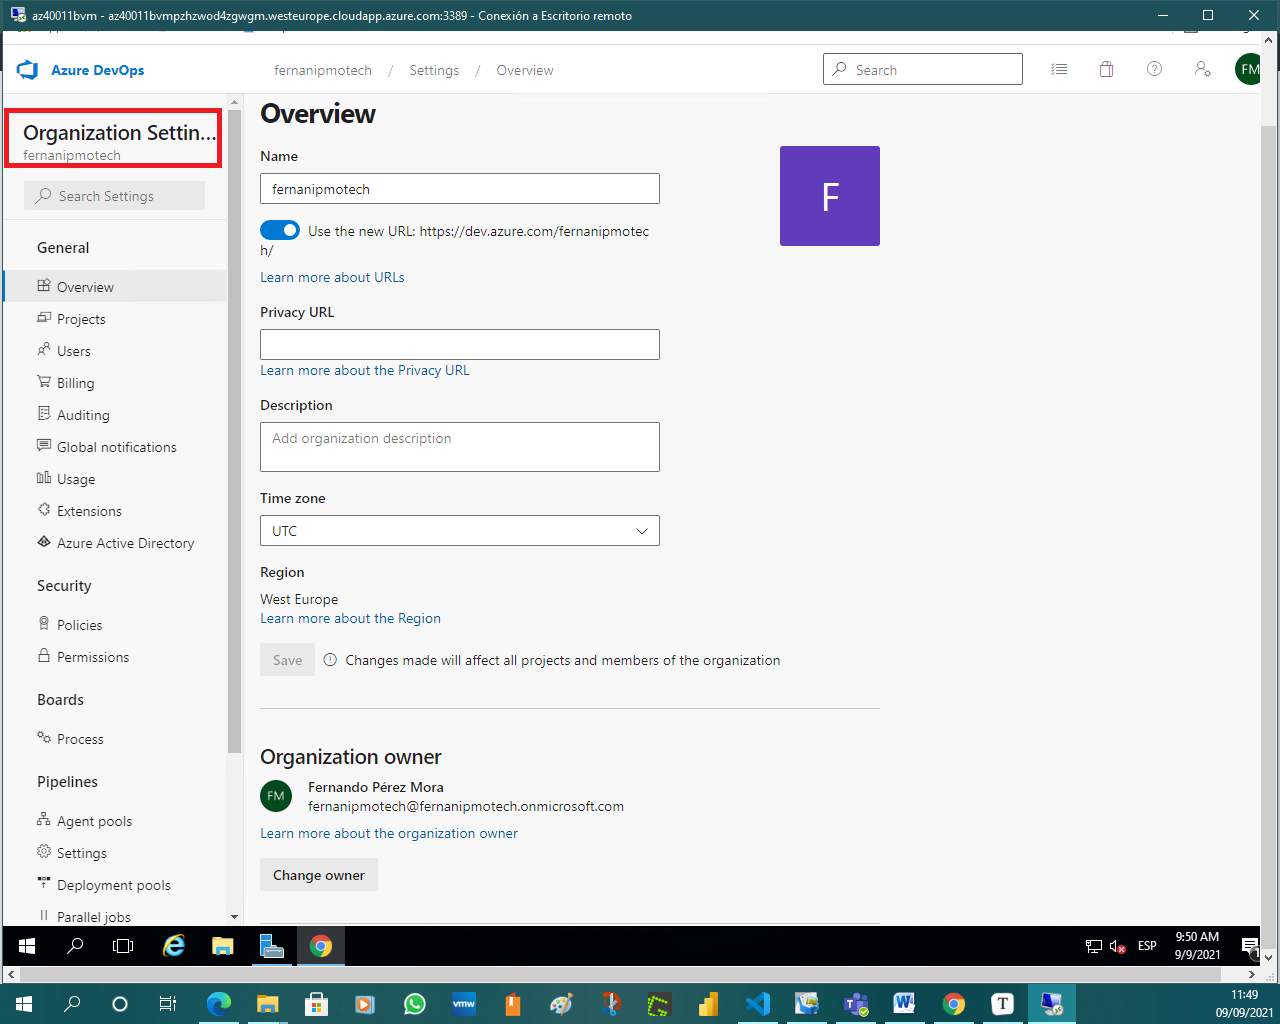 az40011bvm - az40011bvmpzhzwod4zgwgm.westeurope.cloudapp.azure.com:3389 - Conexión a Escritorio remoto
Azure DevOps
fernanipmotech / Settings / Overview
Search
FM
Organization Settin...
fernanipmotech
Search Settings
General
Overview
Projects
Users
Billing
Auditing
Global notifications
Usage
Extensions
Azure Active Directory
Security
Policies
Permissions
Boards
Process
Pipelines
Agent pools
Settings
Deployment pools
Parallel jobs
Overview
Name
fernanipmotech
F
Use the new URL: https://dev.azure.com/fernanipmotec
h/
Learn more about URLs
Privacy URL
Learn more about the Privacy URL
Description
Add organization description
Time zone
UTC
Region
West Europe
Learn more about the Region
Save
Changes made will affect all projects and members of the organization
Organization owner
FM
Fernando Pérez Mora
fernanipmotech@fernanipmotech.onmicrosoft.com
Learn more about the organization owner
Change owner
ESP
9:50 AM
9/9/2021
1
vmw
T
11:49
09/09/2021